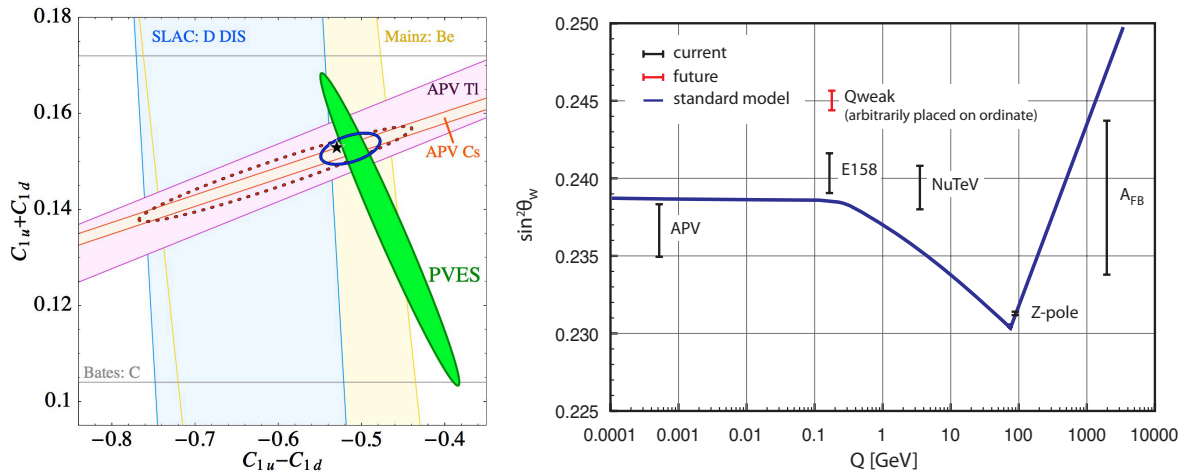 SLAC: D DIS
Mainz: Be
APV Tl
APV Cs
PVES
Bates: C
0.18
0.16
0.14
0.12
0.1
−0.8
−0.7
−0.6
−0.5
−0.4
C1u−C1d
C1u+C1d
current
future
standard model
Qweak
(arbitrarily placed on ordinate)
E158
NuTeV
APV
AFB
Z-pole
0.250
0.245
0.240
0.235
0.230
0.225
0.0001
0.001
0.01
0.1
1
10
100
1000
10000
Q [GeV]
sin²θw